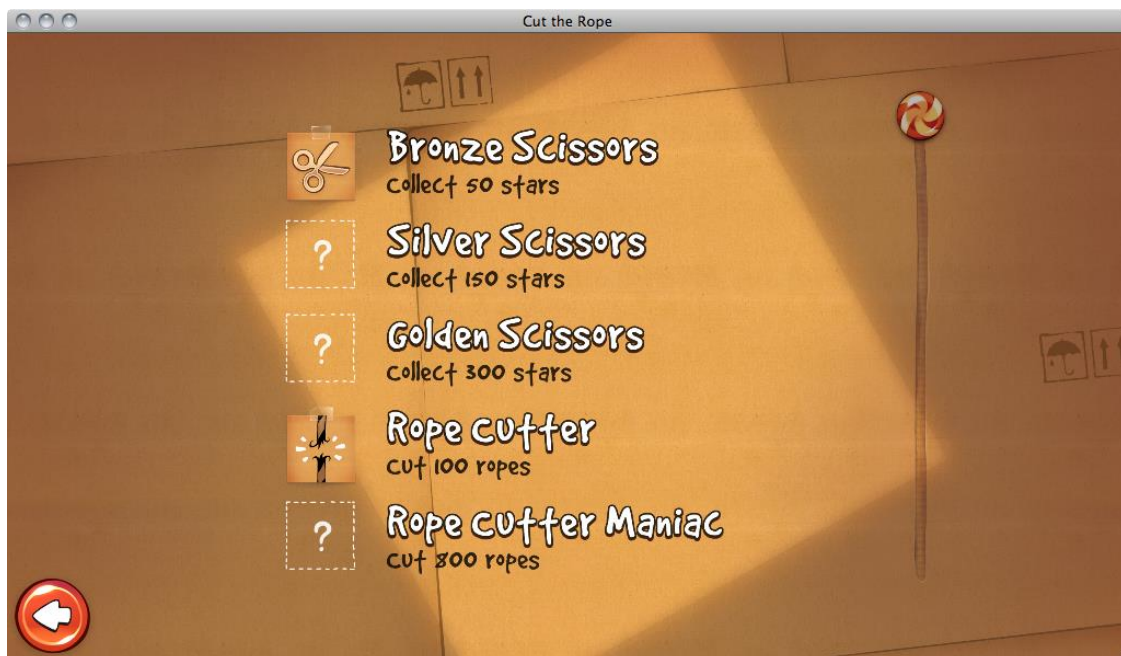 Cut the Rope
Bronze Scissors
Collect 50 stars
?
Silver Scissors
Collect 150 stars
?
Golden Scissors
Collect 300 stars
Rope Cutter
Cut 100 ropes
?
Rope Cutter Maniac
Cut 800 ropes